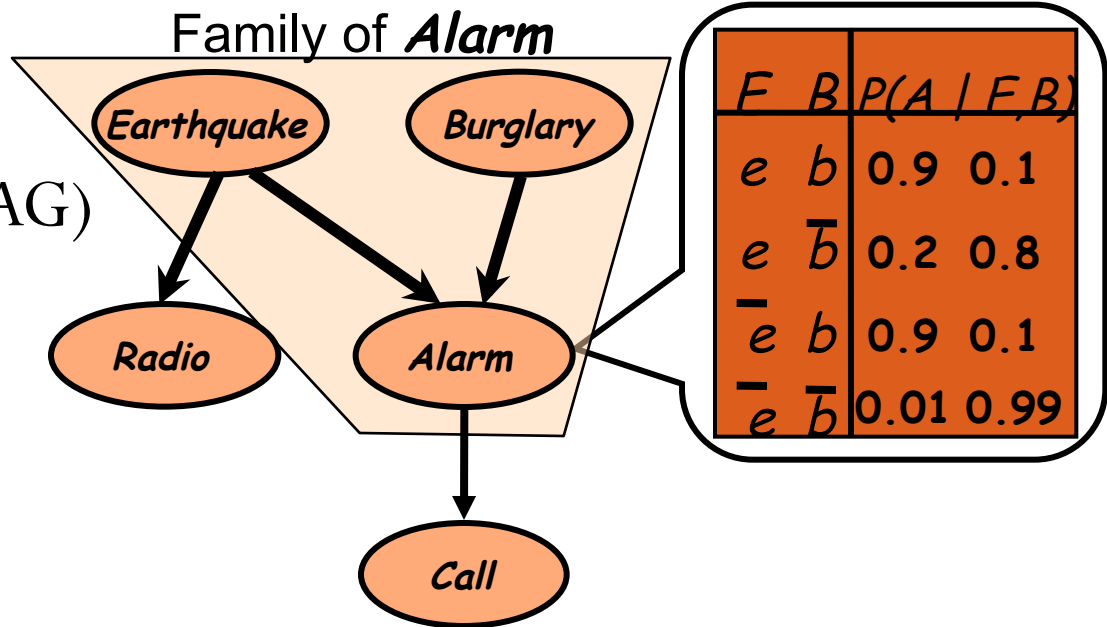 Family of Alarm
Earthquake
Burglary
AG)
Radio
Alarm
Call
E B P(A | E,B)
e b 0.9 0.1
e b̅ 0.2 0.8
e̅ b 0.9 0.1
e̅ b̅ 0.01 0.99